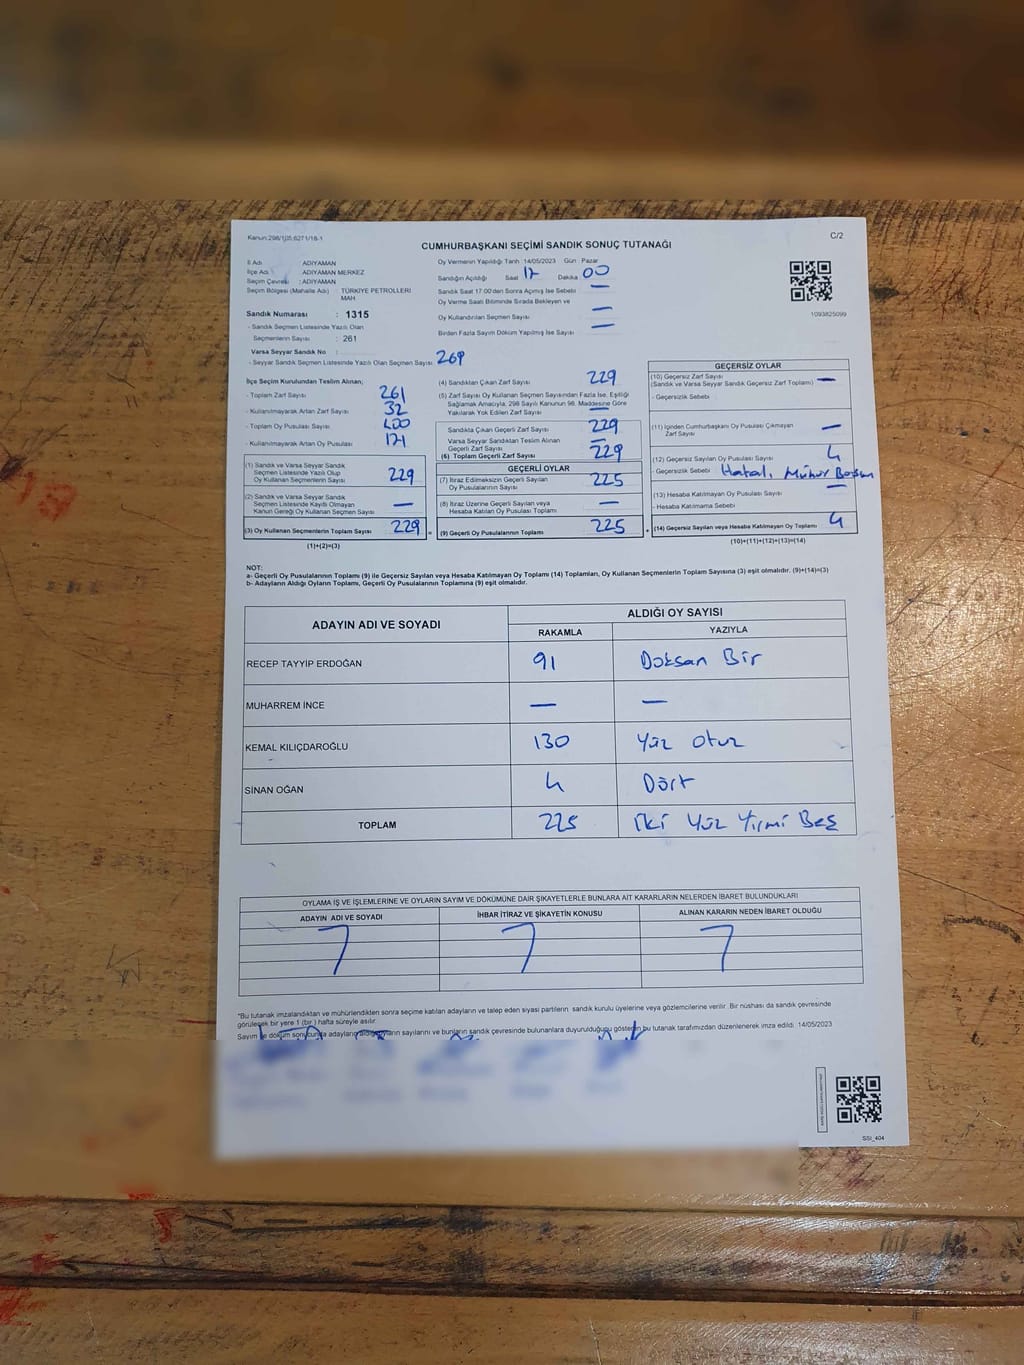 Kanun:298/105;6271/18-1
C/2
CUMHURBAŞKANI SEÇİMİ SANDIK SONUÇ TUTANAĞI
İl Adı : ADIYAMAN
İlçe Adı : ADIYAMAN MERKEZ
Seçim Çevresi : ADIYAMAN
Seçim Bölgesi (Mahalle Adı) : TÜRKİYE PETROLLERİ
MAH
Sandık Numarası : 1315
- Sandık Seçmen Listesinde Yazılı Olan
Seçmenlerin Sayısı : 261
Varsa Seyyar Sandık No :
- Seyyar Sandık Seçmen Listesinde Yazılı Olan Seçmen Sayısı
Oy Vermenin Yapıldığı Tarih 14/05/2023 Gün : Pazar
Sandığın Açıldığı Saat 17 Dakika 00
Sandık Saat 17:00'den Sonra Açılmış İse Sebebi —
Oy Verme Saati Bitiminde Sırada Bekleyen ve
Oy Kullandırılan Seçmen Sayısı —
Birden Fazla Sayım Döküm Yapılmış İse Sayısı —
1093825099
İlçe Seçim Kurulundan Teslim Alınan;
- Toplam Zarf Sayısı 261
- Kullanılmayarak Artan Zarf Sayısı 32
- Toplam Oy Pusulası Sayısı 400
- Kullanılmayarak Artan Oy Pusulası 171
(1) Sandık ve Varsa Seyyar Sandık
Seçmen Listesinde Yazılı Olup
Oy Kullanan Seçmenlerin Sayısı 229
(2) Sandık ve Varsa Seyyar Sandık
Seçmen Listesinde Kayıtlı Olmayan
Kanun Gereği Oy Kullanan Seçmen Sayısı —
(3) Oy Kullanan Seçmenlerin Toplam Sayısı 229 =
(1)+(2)=(3)
(4) Sandıktan Çıkan Zarf Sayısı 229
(5) Zarf Sayısı Oy Kullanan Seçmen Sayısından Fazla İse, Eşitliği
Sağlamak Amacıyla, 298 Sayılı Kanunun 98. Maddesine Göre
Yakılarak Yok Edilen Zarf Sayısı —
Sandıkta Çıkan Geçerli Zarf Sayısı 229
Varsa Seyyar Sandıktan Teslim Alınan
Geçerli Zarf Sayısı —
(6) Toplam Geçerli Zarf Sayısı 229
GEÇERLİ OYLAR
(7) İtiraz Edilmeksizin Geçerli Sayılan
Oy Pusulalarının Sayısı 225
(8) İtiraz Üzerine Geçerli Sayılan veya
Hesaba Katılan Oy Pusulası Toplamı —
(9) Geçerli Oy Pusulalarının Toplamı 225 +
GEÇERSİZ OYLAR
(10) Geçersiz Zarf Sayısı —
(Sandık ve Varsa Seyyar Sandık Geçersiz Zarf Toplamı)
- Geçersizlik Sebebi
(11) İçinden Cumhurbaşkanı Oy Pusulası Çıkmayan
Zarf Sayısı —
(12) Geçersiz Sayılan Oy Pusulası Sayısı 4
- Geçersizlik Sebebi Hatalı Mühür
(13) Hesaba Katılmayan Oy Pusulası Sayısı —
- Hesaba Katılmama Sebebi
(14) Geçersiz Sayılan veya Hesaba Katılmayan Oy Toplamı 4
(10)+(11)+(12)+(13)=(14)
NOT:
a- Geçerli Oy Pusulalarının Toplamı (9) ile Geçersiz Sayılan veya Hesaba Katılmayan Oy Toplamı (14) Toplamları, Oy Kullanan Seçmenlerin Toplam Sayısına (3) eşit olmalıdır. (9)+(14)=(3)
b- Adayların Aldığı Oyların Toplamı, Geçerli Oy Pusulalarının Toplamına (9) eşit olmalıdır.
ADAYIN ADI VE SOYADI
ALDIĞI OY SAYISI
RAKAMLA YAZIYLA
RECEP TAYYİP ERDOĞAN 91 Doksan Bir
MUHARREM İNCE — —
KEMAL KILIÇDAROĞLU 130 Yüz Otuz
SİNAN OĞAN 4 Dört
TOPLAM 225 İki Yüz Yirmi Beş
OYLAMA İŞ VE İŞLEMLERİNE VE OYLARIN SAYIM VE DÖKÜMÜNE DAİR ŞİKAYETLERLE BUNLARA AİT KARARLARIN NELERDEN İBARET BULUNDUKLARI
ADAYIN ADI VE SOYADI İHBAR İTİRAZ VE ŞİKAYETİN KONUSU ALINAN KARARIN NEDEN İBARET OLDUĞU
*Bu tutanak imzalandıktan ve mühürlendikten sonra seçime katılan adayların ve talep eden siyasi partilerin sandık kurulu üyelerine veya gözlemcilerine verilir. Bir nüshası da sandık çevresinde
görülecek bir yere 1 (bir) hafta süreyle asılır.
Sayım ve döküm sonucunda adayların aldığı oyların sayılarını ve bunların sandık çevresinde bulunanlara duyurulduğunu gösteren bu tutanak tarafımızdan düzenlenerek imza edildi. 14/05/2023
SSİ_404